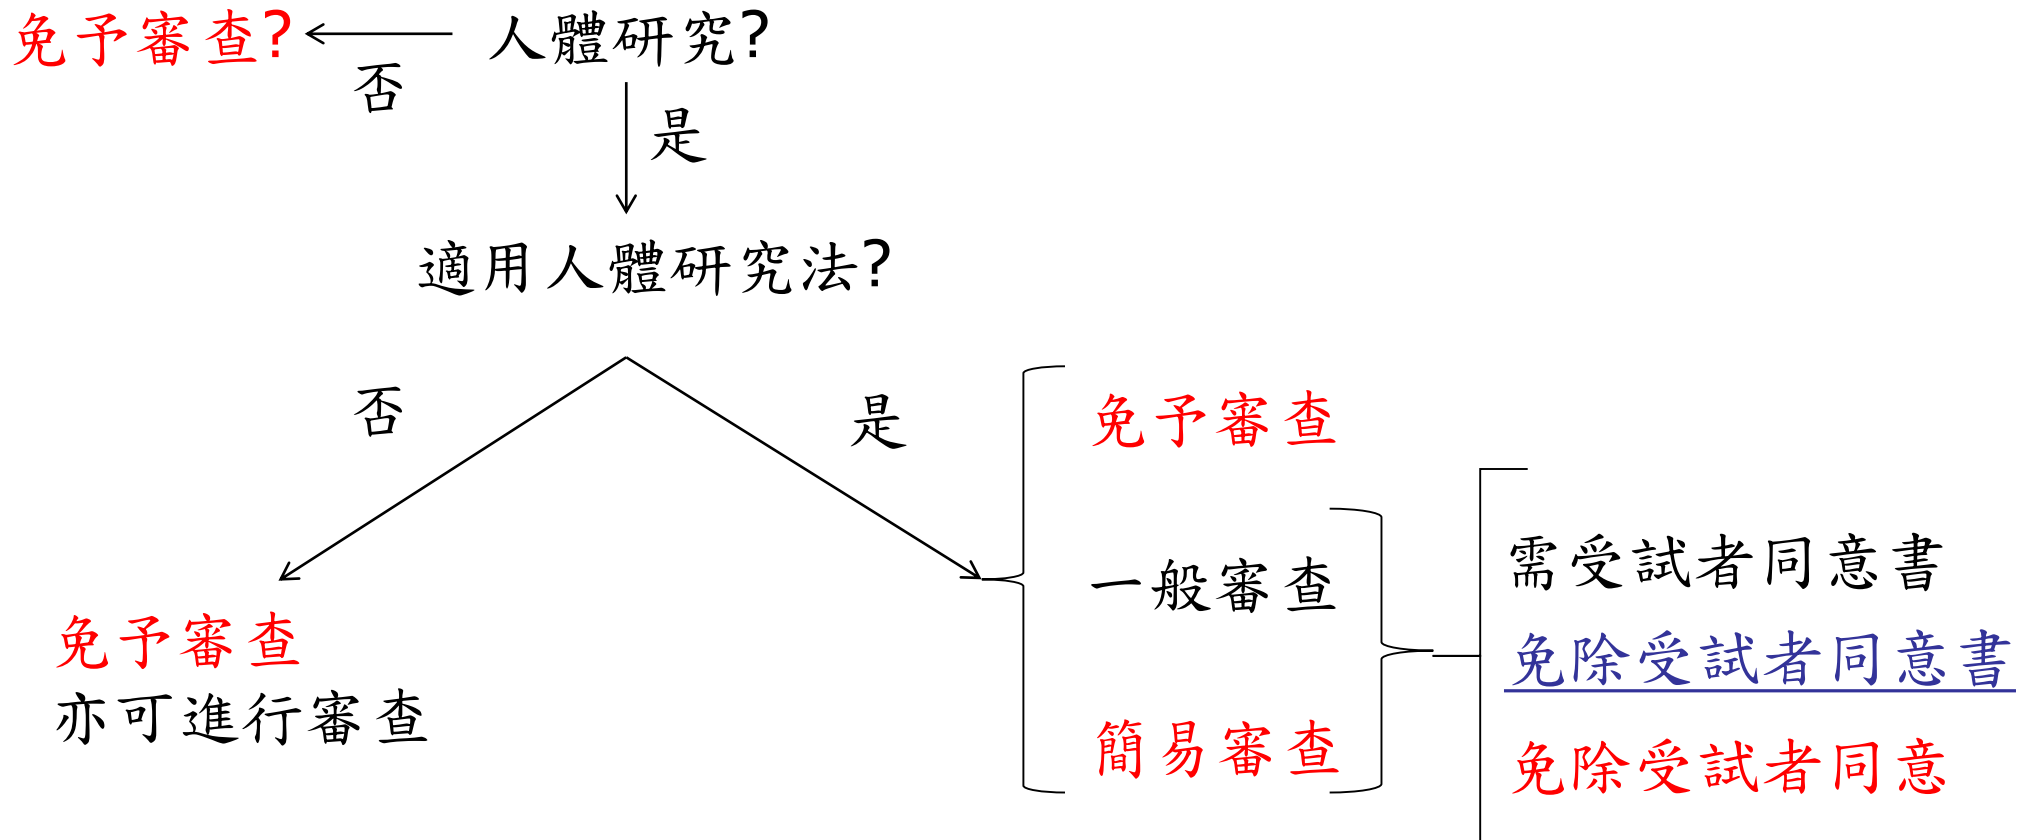 免予審查?
人體研究?
否
是
適用人體研究法?
否
是
免予審查
亦可進行審查
免予審查
一般審查
簡易審查
需受試者同意書
免除受試者同意書
免除受試者同意